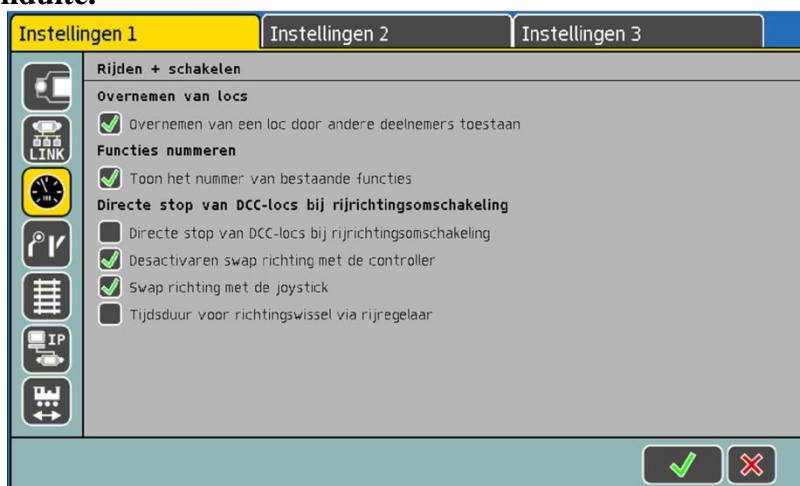 nduite.
Instellingen 1
Instellingen 2
Instellingen 3
Rijden + schakelen
Overnemen van locs
Overnemen van een loc door andere deelnemers toestaan
LINK
Functies nummeren
Toon het nummer van bestaande functies
Directe stop van DCC-locs bij rijrichtingsomschakeling
Directe stop van DCC-locs bij rijrichtingsomschakeling
Desactivaren swap richting met de controller
Swap richting met de joystick
Tijdsduur voor richtingswissel via rijregelaar
IP